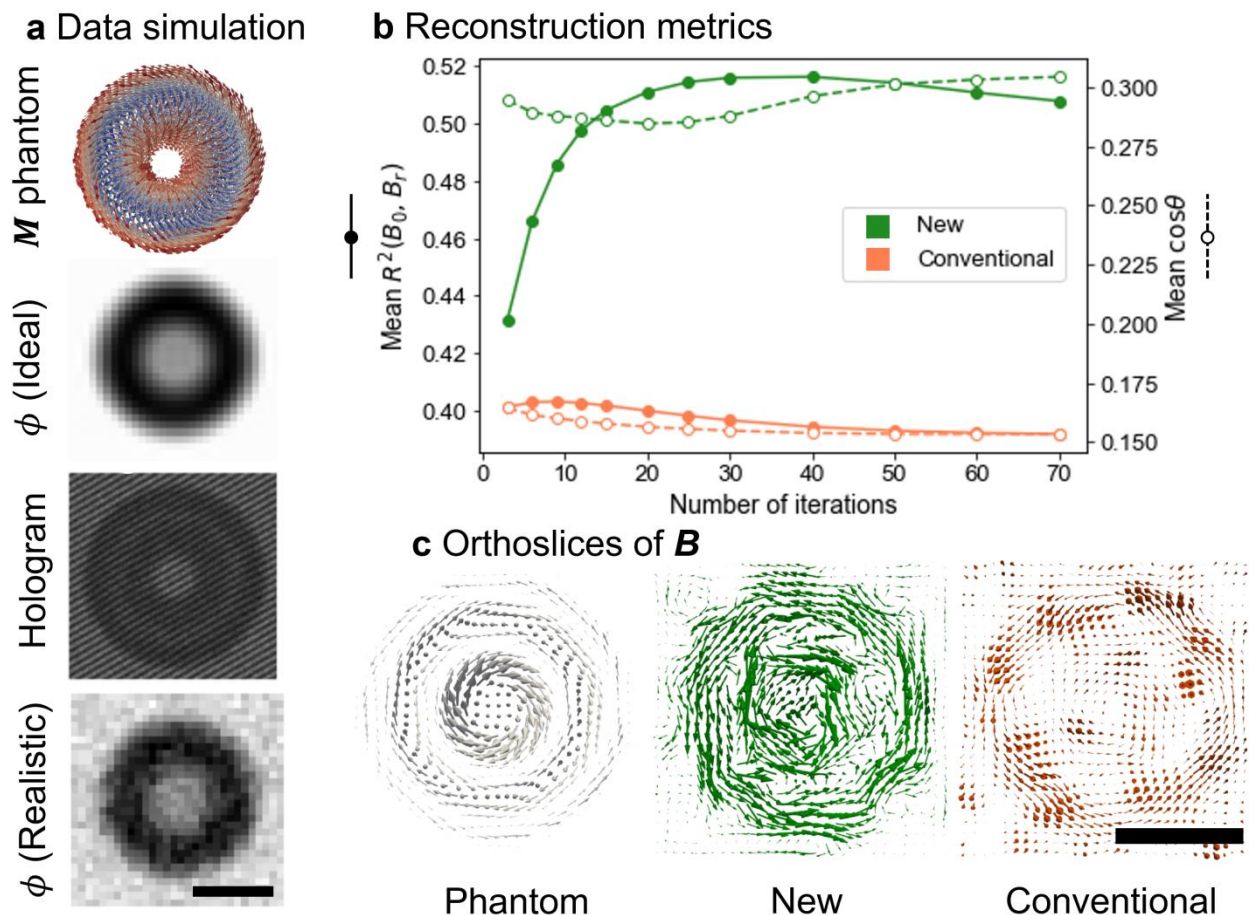 a Data simulation
M phantom
ϕ (Ideal)
Hologram
ϕ (Realistic)
b Reconstruction metrics
Mean R²(B₀, Bᵣ)
0.52
0.50
0.48
0.46
0.44
0.42
0.40
New
Conventional
0.300
0.275
0.250
0.225
0.200
0.175
0.150
Mean cosθ
0 10 20 30 40 50 60 70
Number of iterations
c Orthoslices of B
Phantom
New
Conventional